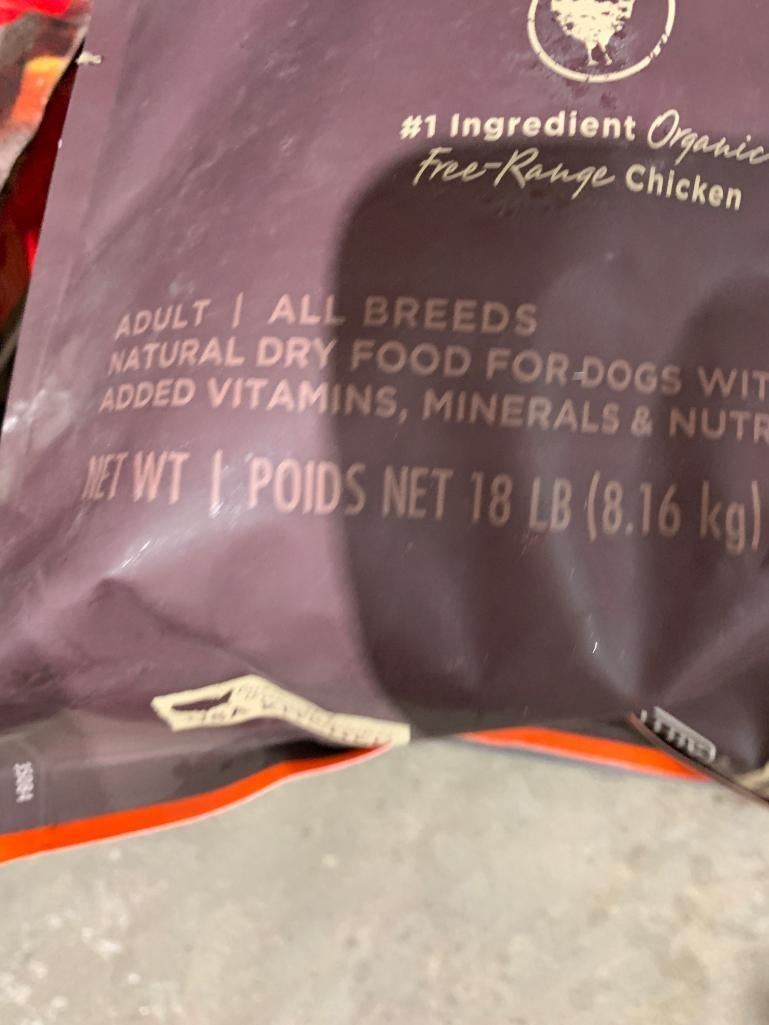 #1 Ingredient Organic
Free-Range Chicken
ADULT | ALL BREEDS
NATURAL DRY FOOD FOR DOGS WIT
ADDED VITAMINS, MINERALS & NUTR
NET WT | POIDS NET 18 LB (8.16 kg)
15084